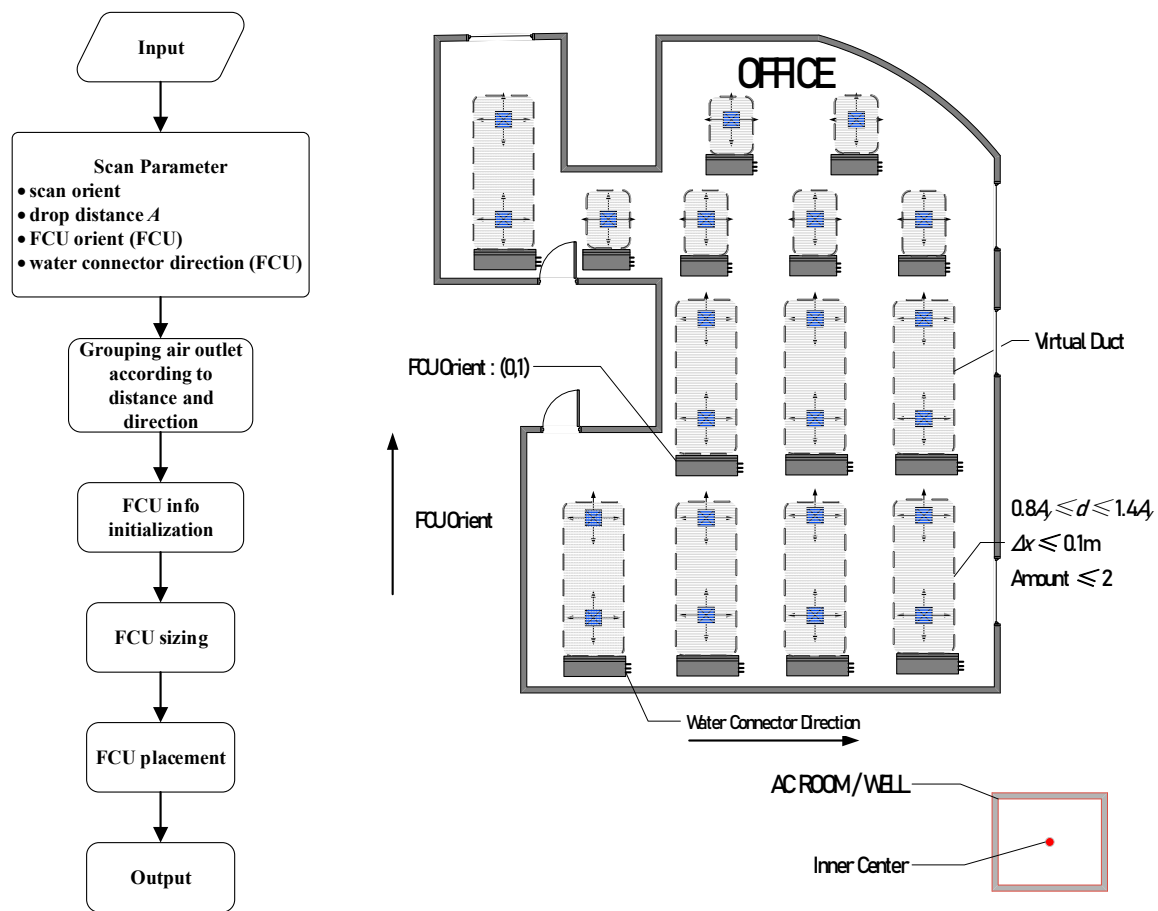 Input
Scan Parameter
• scan orient
• drop distance A
• FCU orient (FCU)
• water connector direction (FCU)
Grouping air outlet
according to
distance and
direction
FCU info
initialization
FCU sizing
FCU placement
Output
OFFICE
Virtual Duct
FCU Orient : (0,1)
FCU Orient
0.8A, ≤ d ≤ 1.4A,
Δx ≤ 0.1m
Amount ≤ 2
Water Connector Direction
AC ROOM / WELL
Inner Center